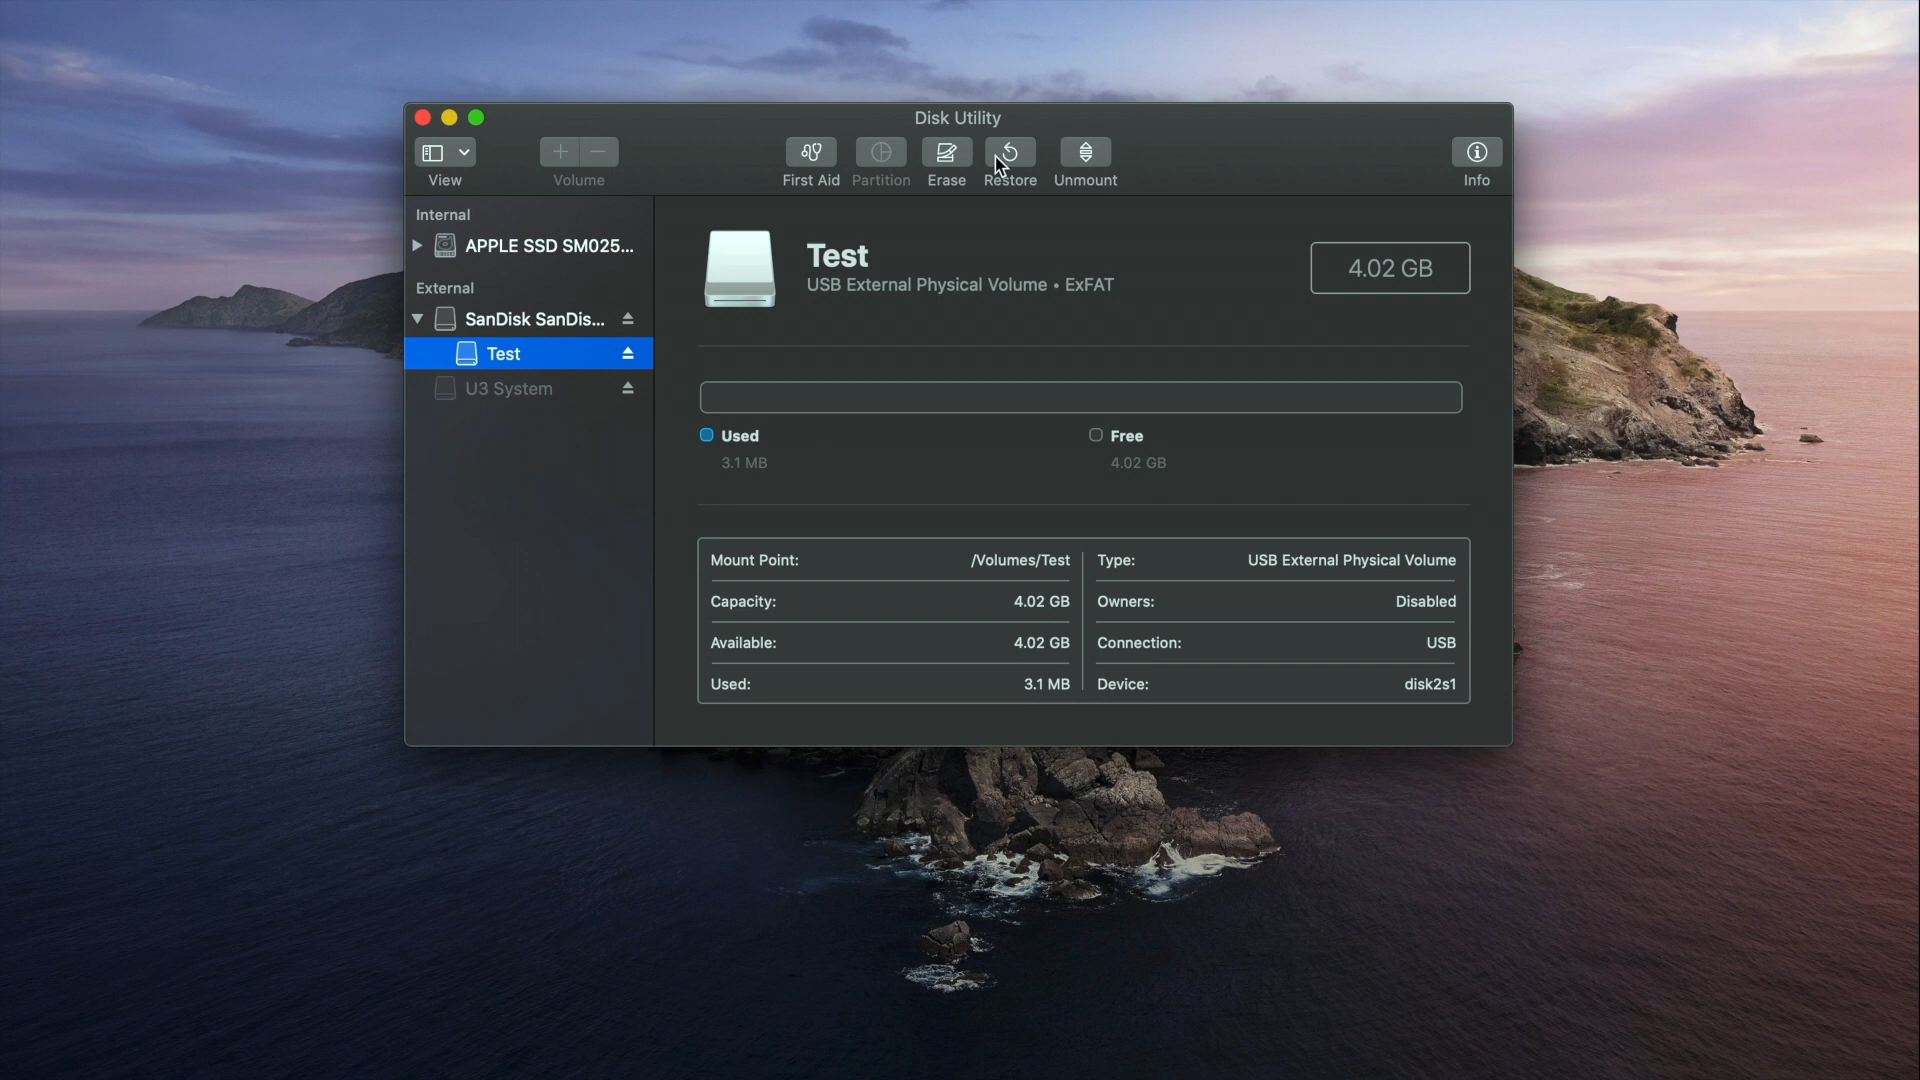 Disk Utility
View
Volume
First Aid
Partition
Erase
Restore
Unmount
Info
Internal
APPLE SSD SM025...
External
SanDisk SanDis...
Test
U3 System
Test
USB External Physical Volume • ExFAT
4.02 GB
Used
3.1 MB
Free
4.02 GB
Mount Point: /Volumes/Test
Capacity: 4.02 GB
Available: 4.02 GB
Used: 3.1 MB
Type: USB External Physical Volume
Owners: Disabled
Connection: USB
Device: disk2s1